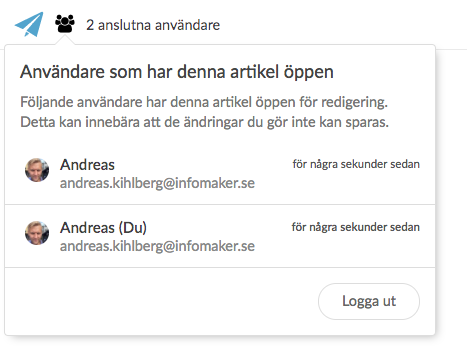 2 anslutna användare
Användare som har denna artikel öppen
Följande användare har denna artikel öppen för redigering.
Detta kan innebära att de ändringar du gör inte kan sparas.
Andreas
för några sekunder sedan
andreas.kihlberg@infomaker.se
Andreas (Du)
för några sekunder sedan
andreas.kihlberg@infomaker.se
Logga ut